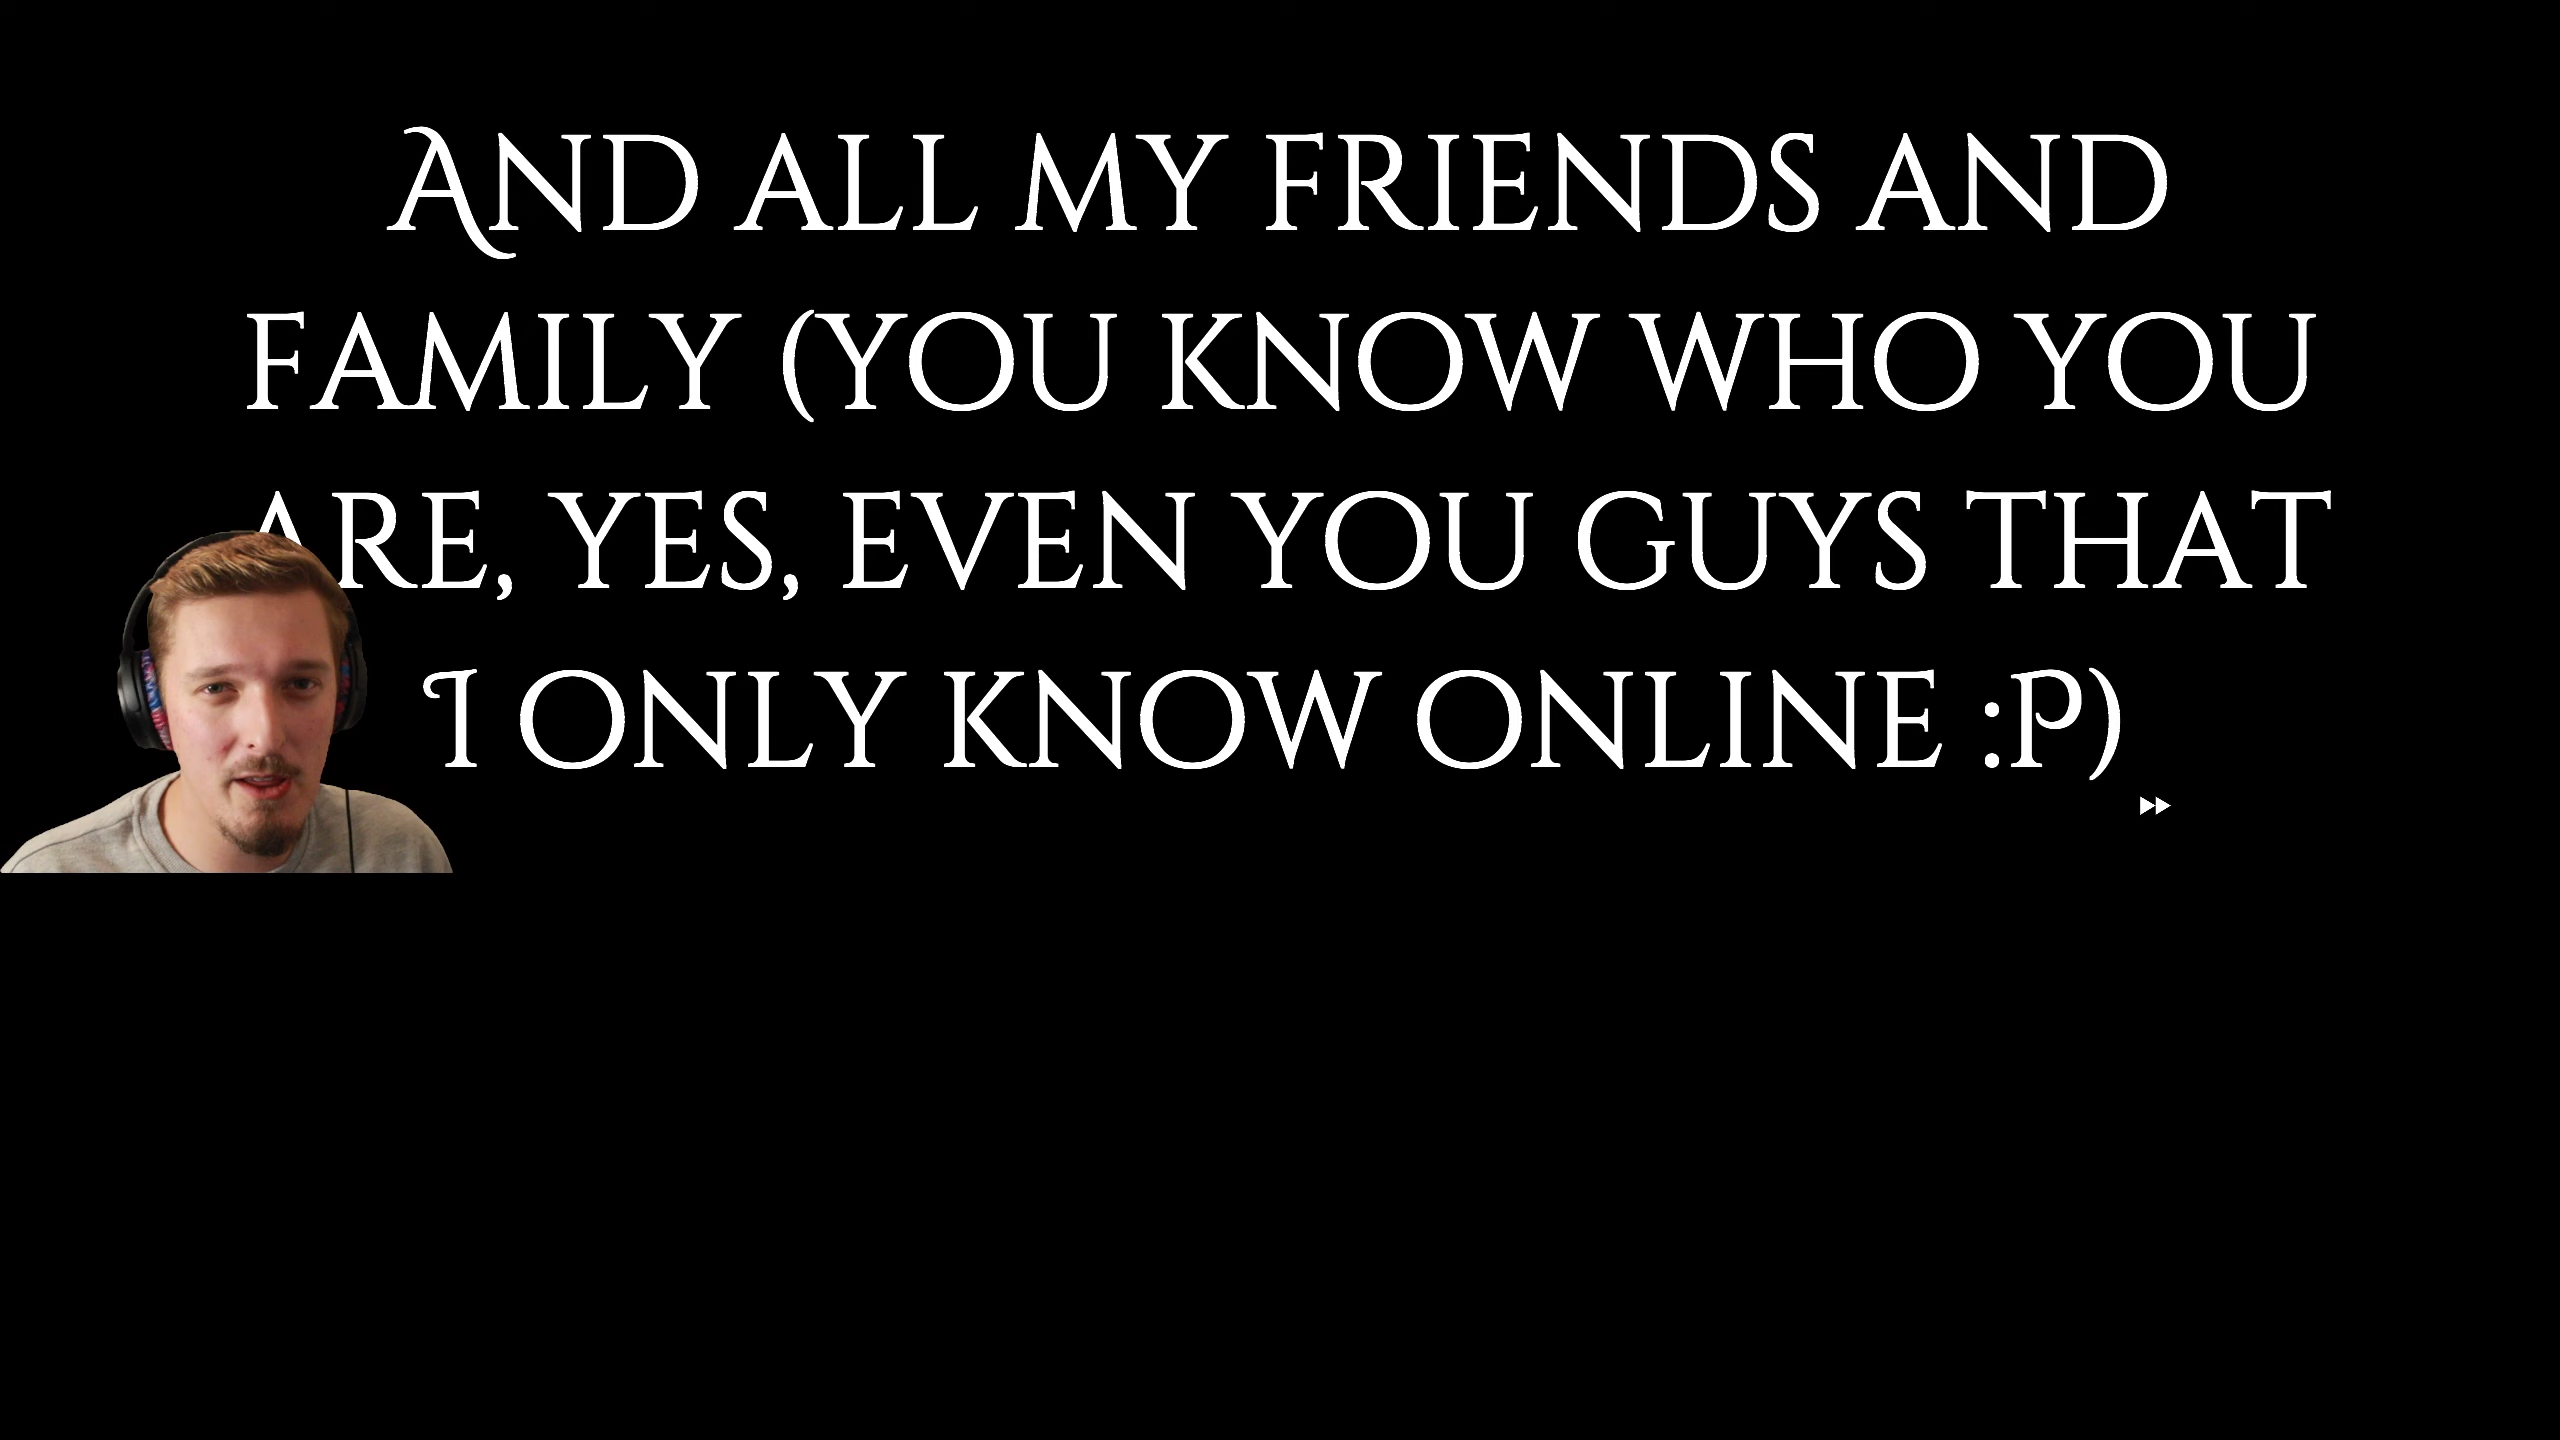 And all my friends and
family (you know who you
are, yes, even you guys that
I only know online :P)